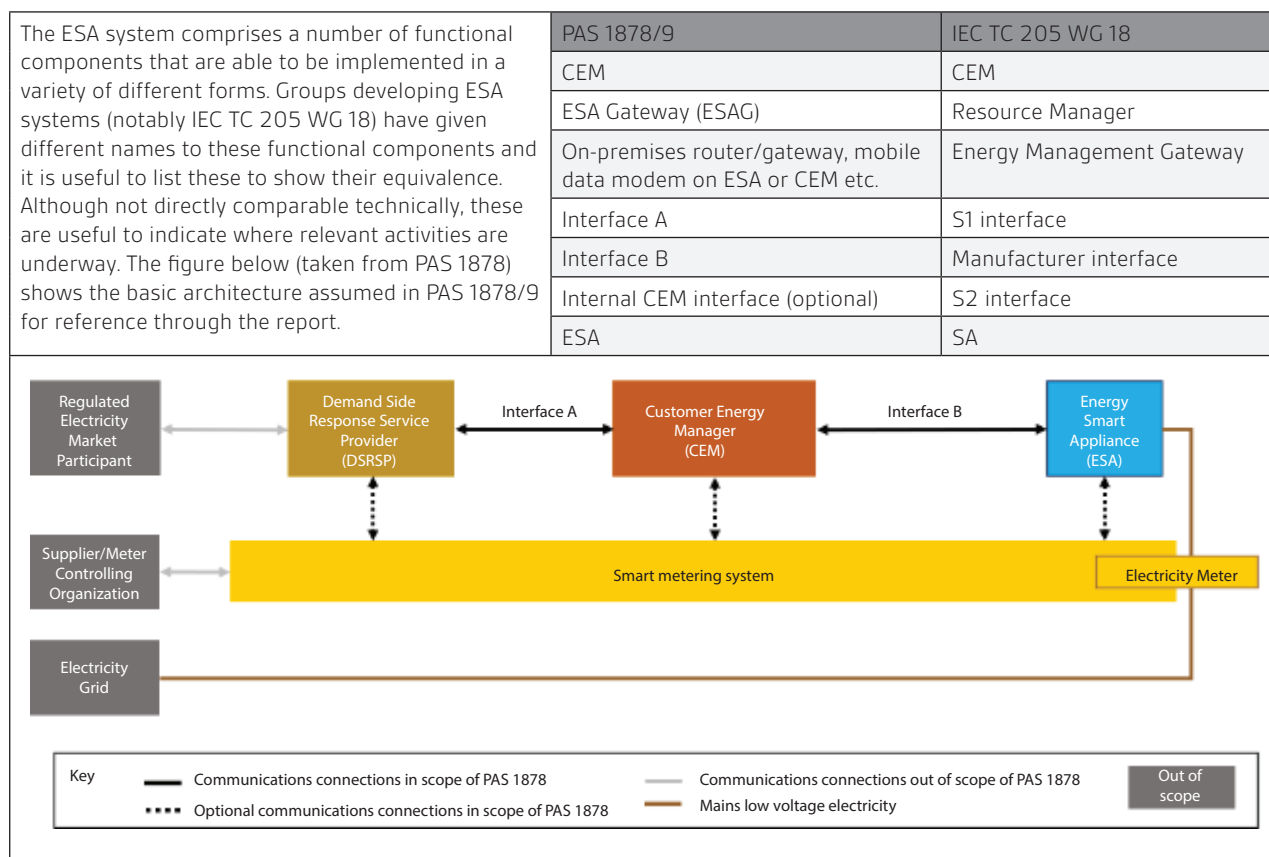 The ESA system comprises a number of functional
components that are able to be implemented in a
variety of different forms. Groups developing ESA
systems (notably IEC TC 205 WG 18) have given
different names to these functional components and
it is useful to list these to show their equivalence.
Although not directly comparable technically, these
are useful to indicate where relevant activities are
underway. The figure below (taken from PAS 1878)
shows the basic architecture assumed in PAS 1878/9
for reference through the report.
PAS 1878/9 IEC TC 205 WG 18
CEM CEM
ESA Gateway (ESAG) Resource Manager
On-premises router/gateway, mobile Energy Management Gateway
data modem on ESA or CEM etc.
Interface A S1 interface
Interface B Manufacturer interface
Internal CEM interface (optional) S2 interface
ESA SA
Regulated
Electricity
Market
Participant
Demand Side
Response Service
Provider
(DSRSP)
Interface A
Customer Energy
Manager
(CEM)
Interface B
Energy
Smart
Appliance
(ESA)
Supplier/Meter
Controlling
Organization
Smart metering system
Electricity Meter
Electricity
Grid
Key
Communications connections in scope of PAS 1878
Communications connections out of scope of PAS 1878
Optional communications connections in scope of PAS 1878
Mains low voltage electricity
Out of
scope